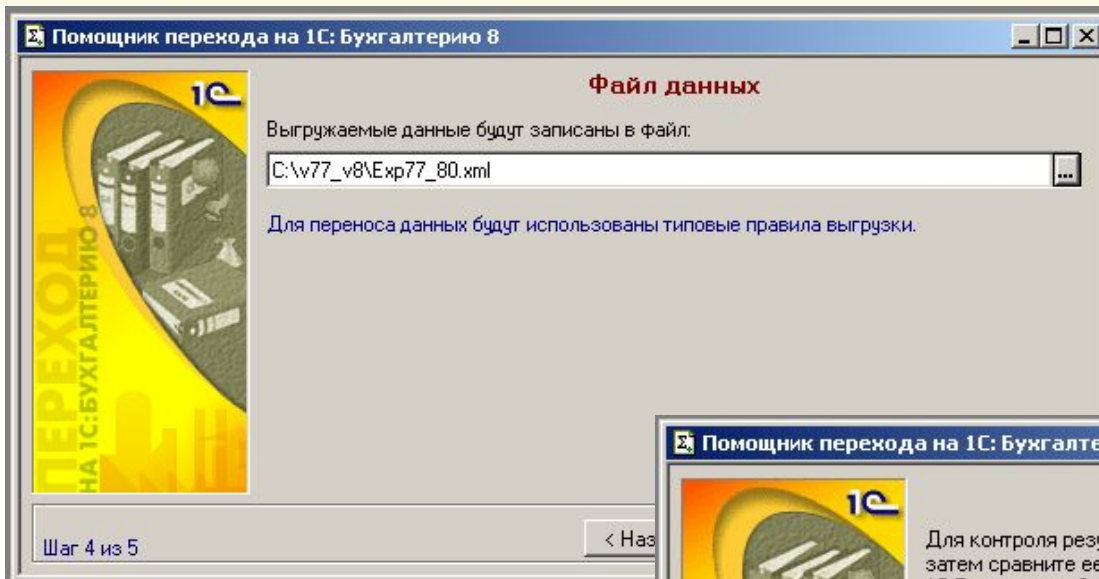 Помощник перехода на 1С: Бухгалтерию 8
Файл данных
1С
Выгружаемые данные будут записаны в файл:
C:\v77_v8\Exp77_80.xml
...
Для переноса данных будут использованы типовые правила выгрузки.
ПЕРЕХОД
НА 1С:БУХГАЛТЕРИЮ 8
Шаг 4 из 5
< Наз
Помощник перехода на 1С: Бухгалте
1С
Для контроля резу
затем сравните ее